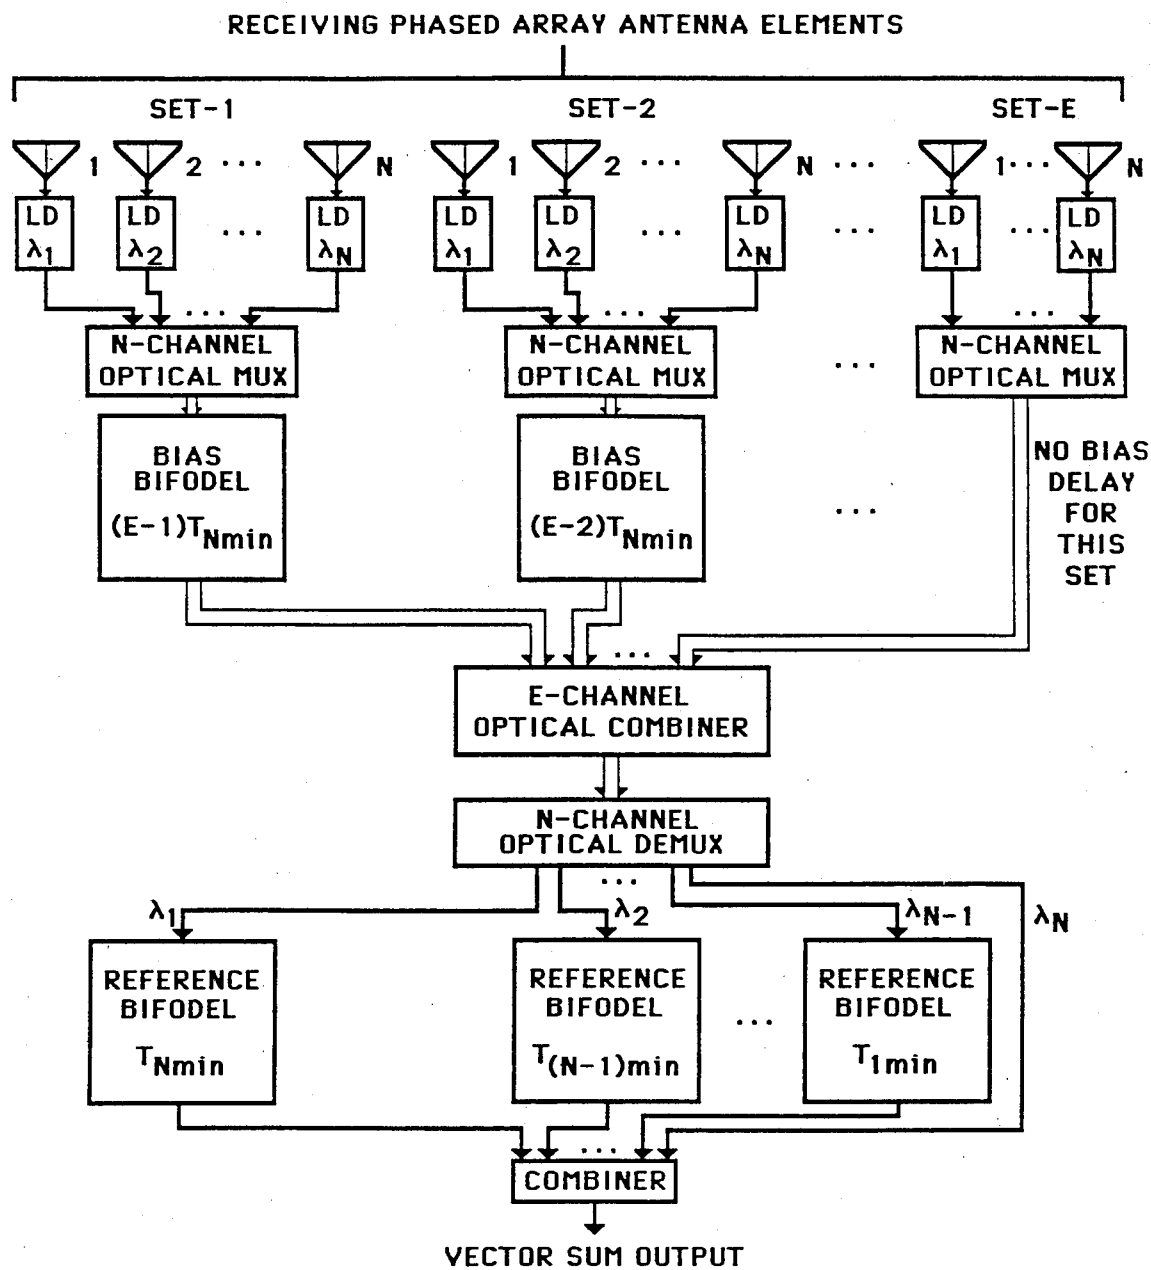 RECEIVING PHASED ARRAY ANTENNA ELEMENTS
SET-1 SET-2 SET-E
1 2 ... N 1 2 ... N ... 1 ... N
LD LD LD LD LD LD LD LD
λ1 λ2 ... λN λ1 λ2 ... λN ... λ1 ... λN
... ... ...
N-CHANNEL N-CHANNEL N-CHANNEL
OPTICAL MUX OPTICAL MUX ... OPTICAL MUX
BIAS BIAS NO BIAS
BIFODEL BIFODEL DELAY
(E-1)TNmin (E-2)TNmin ... FOR
THIS
SET
...
E-CHANNEL
OPTICAL COMBINER
N-CHANNEL
OPTICAL DEMUX
...
λ1 λ2 λN-1 λN
REFERENCE REFERENCE REFERENCE
BIFODEL BIFODEL ... BIFODEL
TNmin T(N-1)min T1min
...
COMBINER
VECTOR SUM OUTPUT